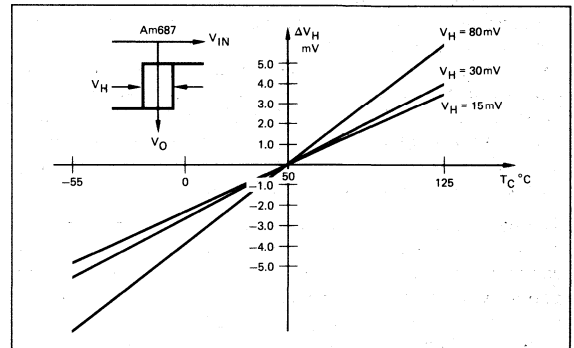 Am687
V_IN
V_H
V_O
ΔV_H
mV
5.0
4.0
3.0
2.0
1.0
V_H = 80mV
V_H = 30mV
V_H = 15mV
−55
0
50
125
T_C °C
−1.0
−2.0
−3.0
−4.0
−5.0